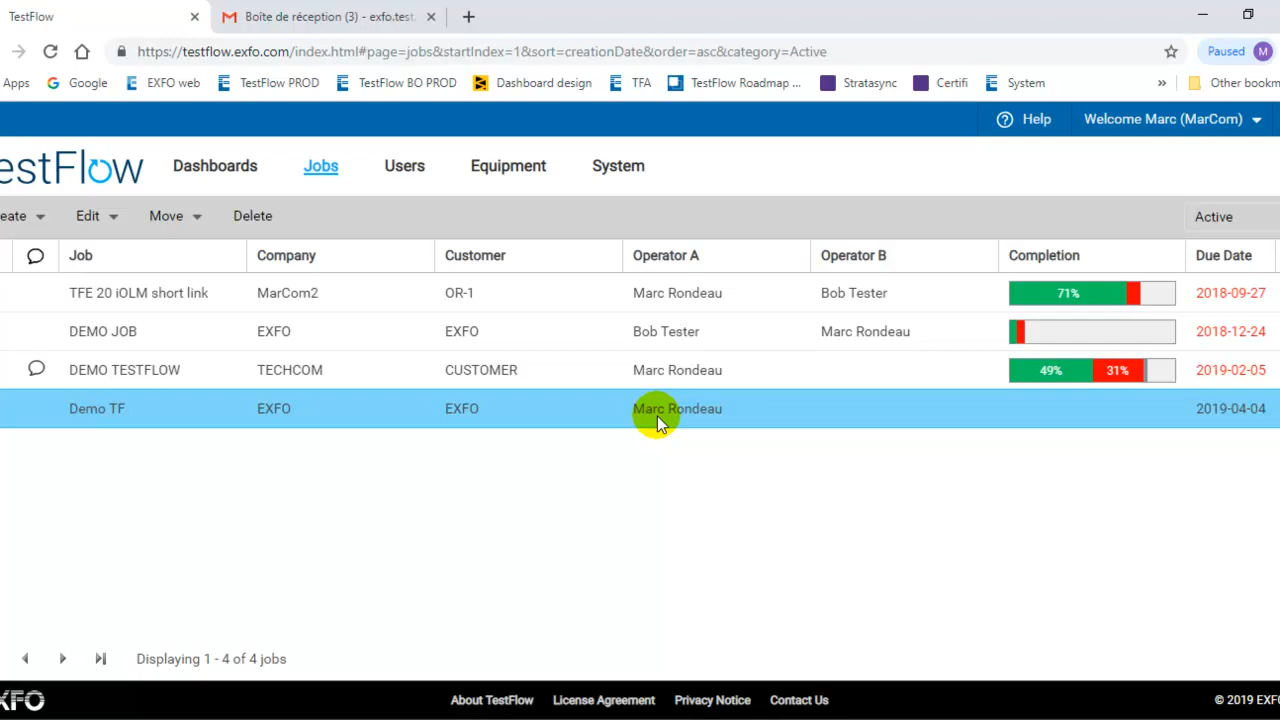 TestFlow
Boîte de réception (3) - exfo.test.
https://testflow.exfo.com/index.html#page=jobs&startIndex=1&sort=creationDate&order=asc&category=Active
Paused M
Apps Google EXFO web TestFlow PROD TestFlow BO PROD Dashboard design TFA TestFlow Roadmap ... Stratasync Certifi System » Other bookm
Help Welcome Marc (MarCom)
estFlow Dashboards Jobs Users Equipment System
eate Edit Move Delete Active
Job Company Customer Operator A Operator B Completion Due Date
TFE 20 iOLM short link MarCom2 OR-1 Marc Rondeau Bob Tester 71% 2018-09-27
DEMO JOB EXFO EXFO Bob Tester Marc Rondeau 2018-12-24
DEMO TESTFLOW TECHCOM CUSTOMER Marc Rondeau 49% 31% 2019-02-05
Demo TF EXFO EXFO Marc Rondeau 2019-04-04
Displaying 1 - 4 of 4 jobs
XFO About TestFlow License Agreement Privacy Notice Contact Us © 2019 EXF